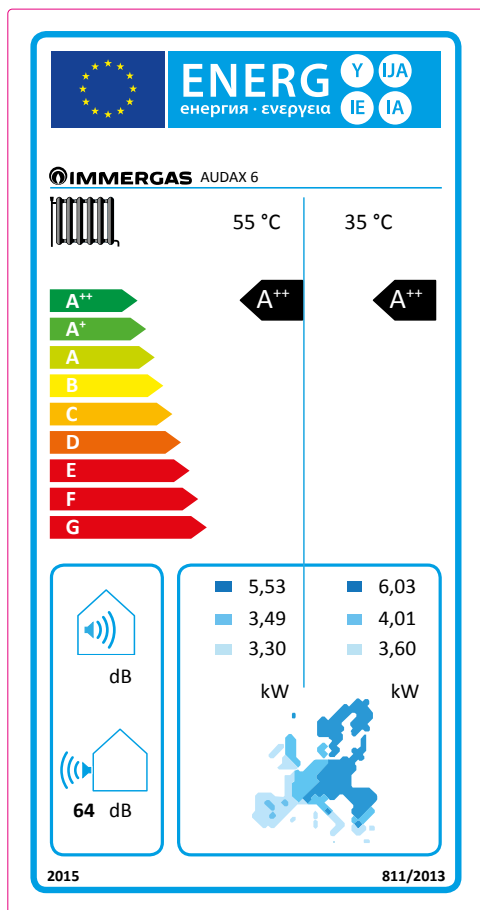 ENERG Y IJA
енергия · ενεργεια IE IA
IMMERGAS AUDAX 6
55 °C 35 °C
A++ A++ A++
A+
A
B
C
D
E
F
G
5,53 6,03
3,49 4,01
3,30 3,60
dB
kW kW
64 dB
2015 811/2013